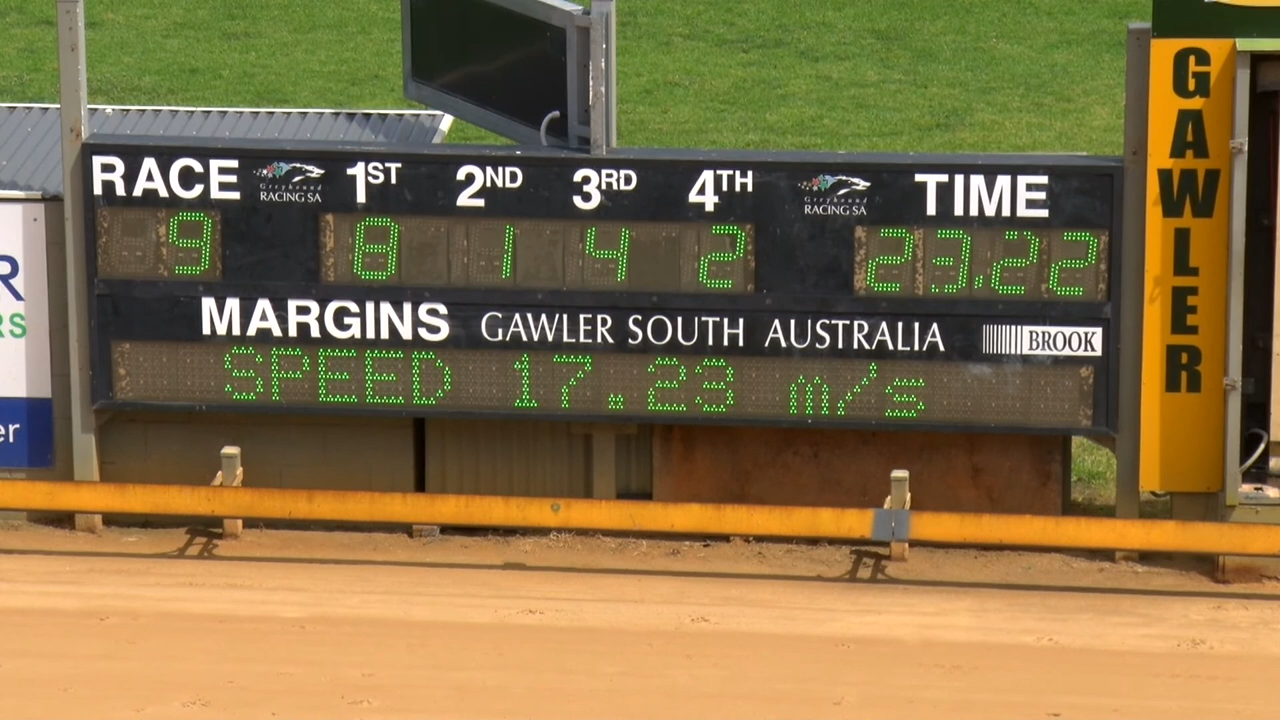 RACE Greyhound RACING SA 1ST 2ND 3RD 4TH Greyhound RACING SA TIME
9 8 1 4 2 23.22
MARGINS GAWLER SOUTH AUSTRALIA BROOK
SPEED 17.23 m/s
GAWLER
R
RS
er